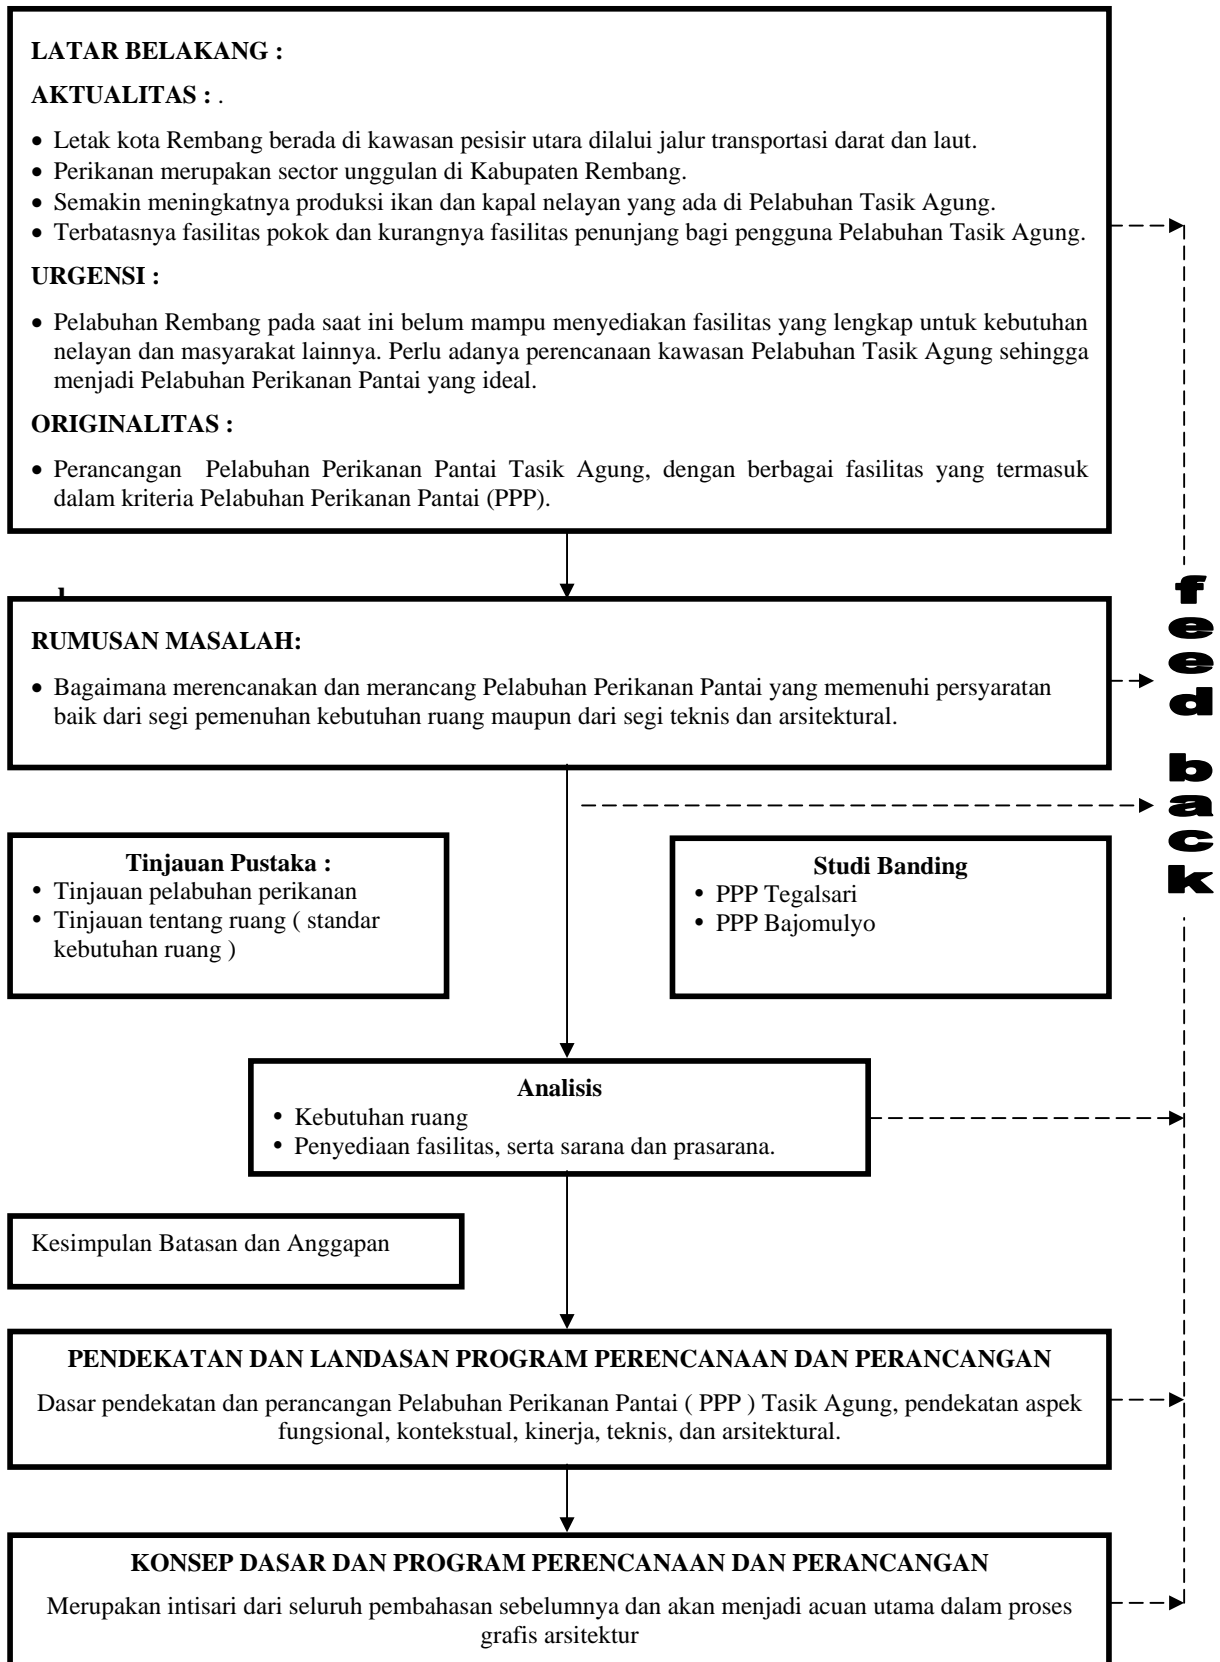 LATAR BELAKANG :
AKTUALITAS : .
• Letak kota Rembang berada di kawasan pesisir utara dilalui jalur transportasi darat dan laut.
• Perikanan merupakan sector unggulan di Kabupaten Rembang.
• Semakin meningkatnya produksi ikan dan kapal nelayan yang ada di Pelabuhan Tasik Agung.
• Terbatasnya fasilitas pokok dan kurangnya fasilitas penunjang bagi pengguna Pelabuhan Tasik Agung.
URGENSI :
• Pelabuhan Rembang pada saat ini belum mampu menyediakan fasilitas yang lengkap untuk kebutuhan
nelayan dan masyarakat lainnya. Perlu adanya perencanaan kawasan Pelabuhan Tasik Agung sehingga
menjadi Pelabuhan Perikanan Pantai yang ideal.
ORIGINALITAS :
• Perancangan Pelabuhan Perikanan Pantai Tasik Agung, dengan berbagai fasilitas yang termasuk
dalam kriteria Pelabuhan Perikanan Pantai (PPP).
RUMUSAN MASALAH:
• Bagaimana merencanakan dan merancang Pelabuhan Perikanan Pantai yang memenuhi persyaratan
baik dari segi pemenuhan kebutuhan ruang maupun dari segi teknis dan arsitektural.
feed back
Tinjauan Pustaka :
• Tinjauan pelabuhan perikanan
• Tinjauan tentang ruang ( standar
kebutuhan ruang )
Studi Banding
• PPP Tegalsari
• PPP Bajomulyo
Analisis
• Kebutuhan ruang
• Penyediaan fasilitas, serta sarana dan prasarana.
Kesimpulan Batasan dan Anggapan
PENDEKATAN DAN LANDASAN PROGRAM PERENCANAAN DAN PERANCANGAN
Dasar pendekatan dan perancangan Pelabuhan Perikanan Pantai ( PPP ) Tasik Agung, pendekatan aspek
fungsional, kontekstual, kinerja, teknis, dan arsitektural.
KONSEP DASAR DAN PROGRAM PERENCANAAN DAN PERANCANGAN
Merupakan intisari dari seluruh pembahasan sebelumnya dan akan menjadi acuan utama dalam proses
grafis arsitektur